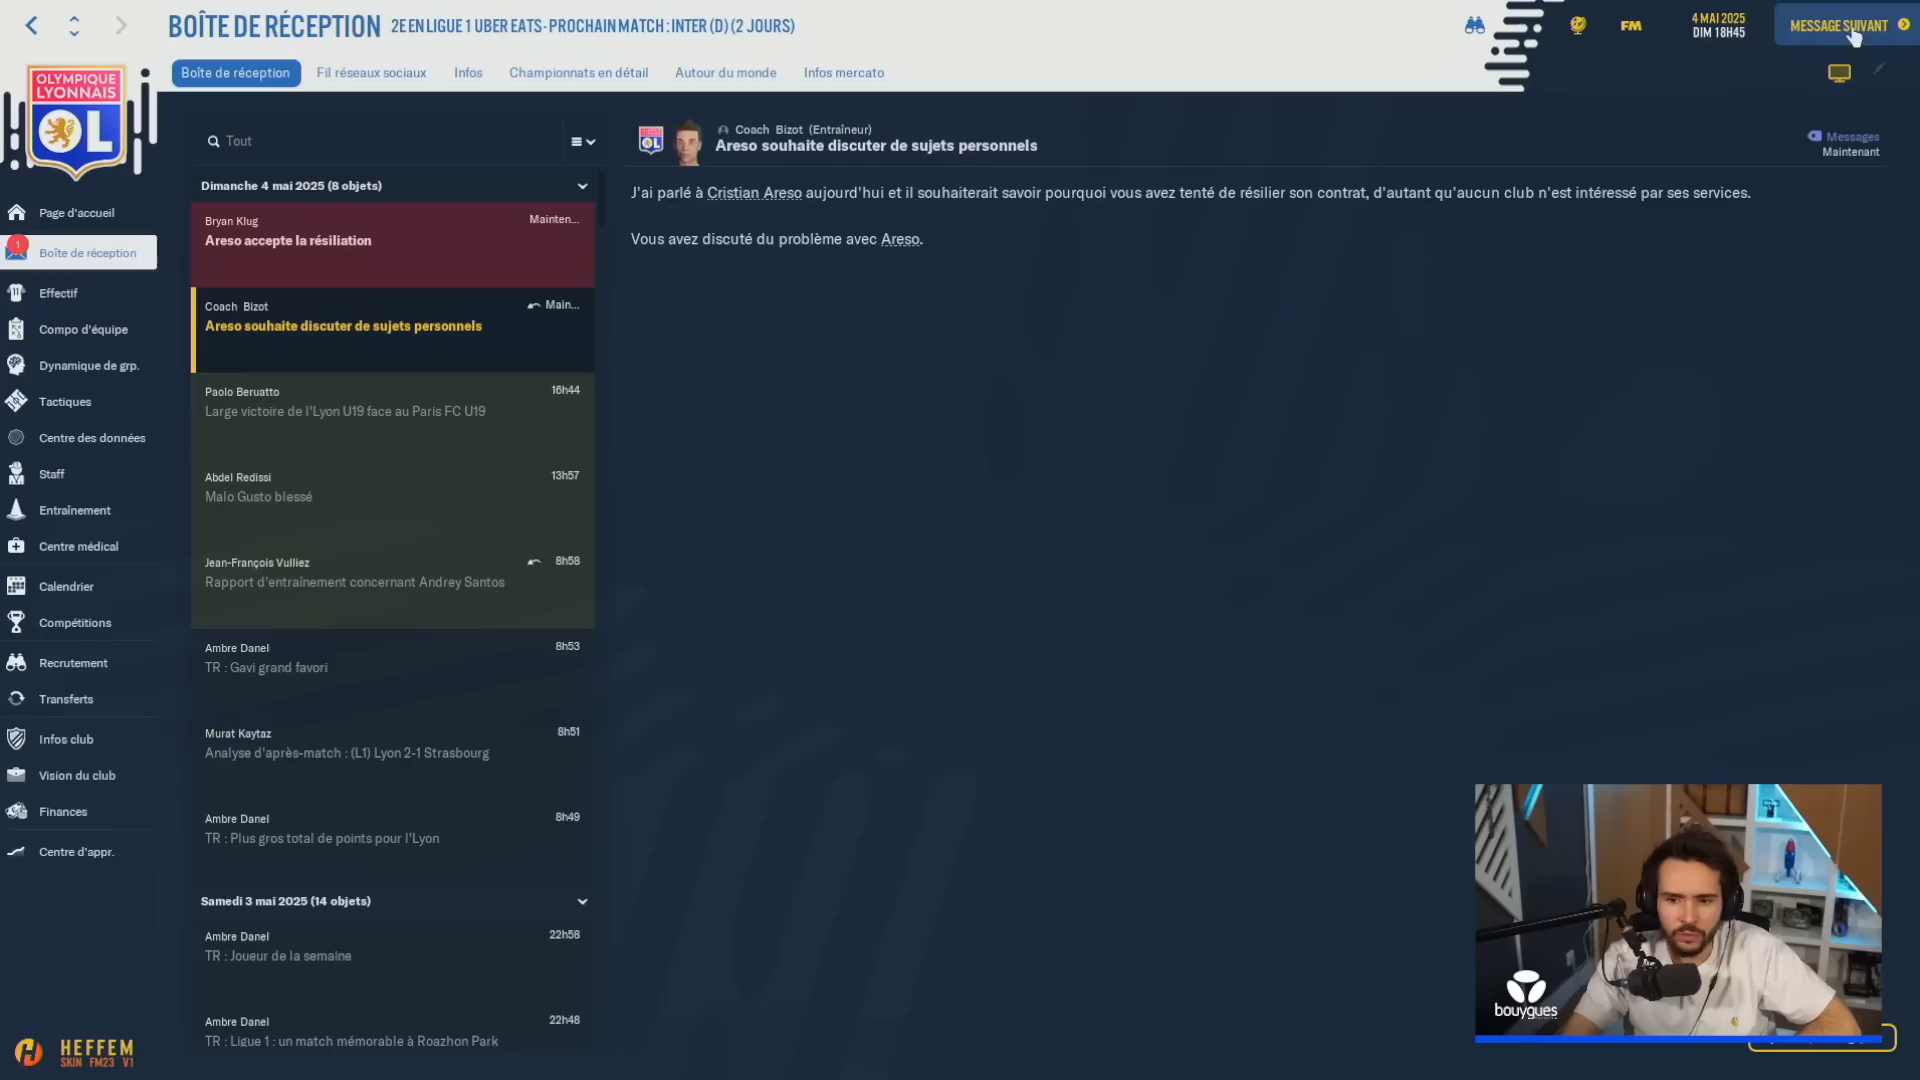 BOÎTE DE RÉCEPTION
2E EN LIGUE 1 UBER EATS - PROCHAIN MATCH : INTER (D) (2 JOURS)
FM
4 MAI 2025
DIM 18H45
MESSAGE SUIVANT
Boîte de réception
Fil réseaux sociaux
Infos
Championnats en détail
Autour du monde
Infos mercato
OLYMPIQUE
LYONNAIS
OL
Page d'accueil
1
Boîte de réception
Effectif
Compo d'équipe
Dynamique de grp.
Tactiques
Centre des données
Staff
Entraînement
Centre médical
Calendrier
Compétitions
Recrutement
Transferts
Infos club
Vision du club
Finances
Centre d'appr.
HEFFEM
SKIN FM23 V1
Tout
Dimanche 4 mai 2025 (8 objets)
Bryan Klug
Mainten...
Areso accepte la résiliation
Coach Bizot
Main...
Areso souhaite discuter de sujets personnels
Paolo Beruatto
16h44
Large victoire de l'Lyon U19 face au Paris FC U19
Abdel Redissi
13h57
Malo Gusto blessé
Jean-François Vulliez
8h58
Rapport d'entraînement concernant Andrey Santos
Ambre Danel
8h53
TR : Gavi grand favori
Murat Kaytaz
8h51
Analyse d'après-match : (L1) Lyon 2-1 Strasbourg
Ambre Danel
8h49
TR : Plus gros total de points pour l'Lyon
Samedi 3 mai 2025 (14 objets)
Ambre Danel
22h58
TR : Joueur de la semaine
Ambre Danel
22h48
TR : Ligue 1 : un match mémorable à Roazhon Park
Coach Bizot (Entraîneur)
Areso souhaite discuter de sujets personnels
Messages
Maintenant
J'ai parlé à Cristian Areso aujourd'hui et il souhaiterait savoir pourquoi vous avez tenté de résilier son contrat, d'autant qu'aucun club n'est intéressé par ses services.
Vous avez discuté du problème avec Areso.
bouygues